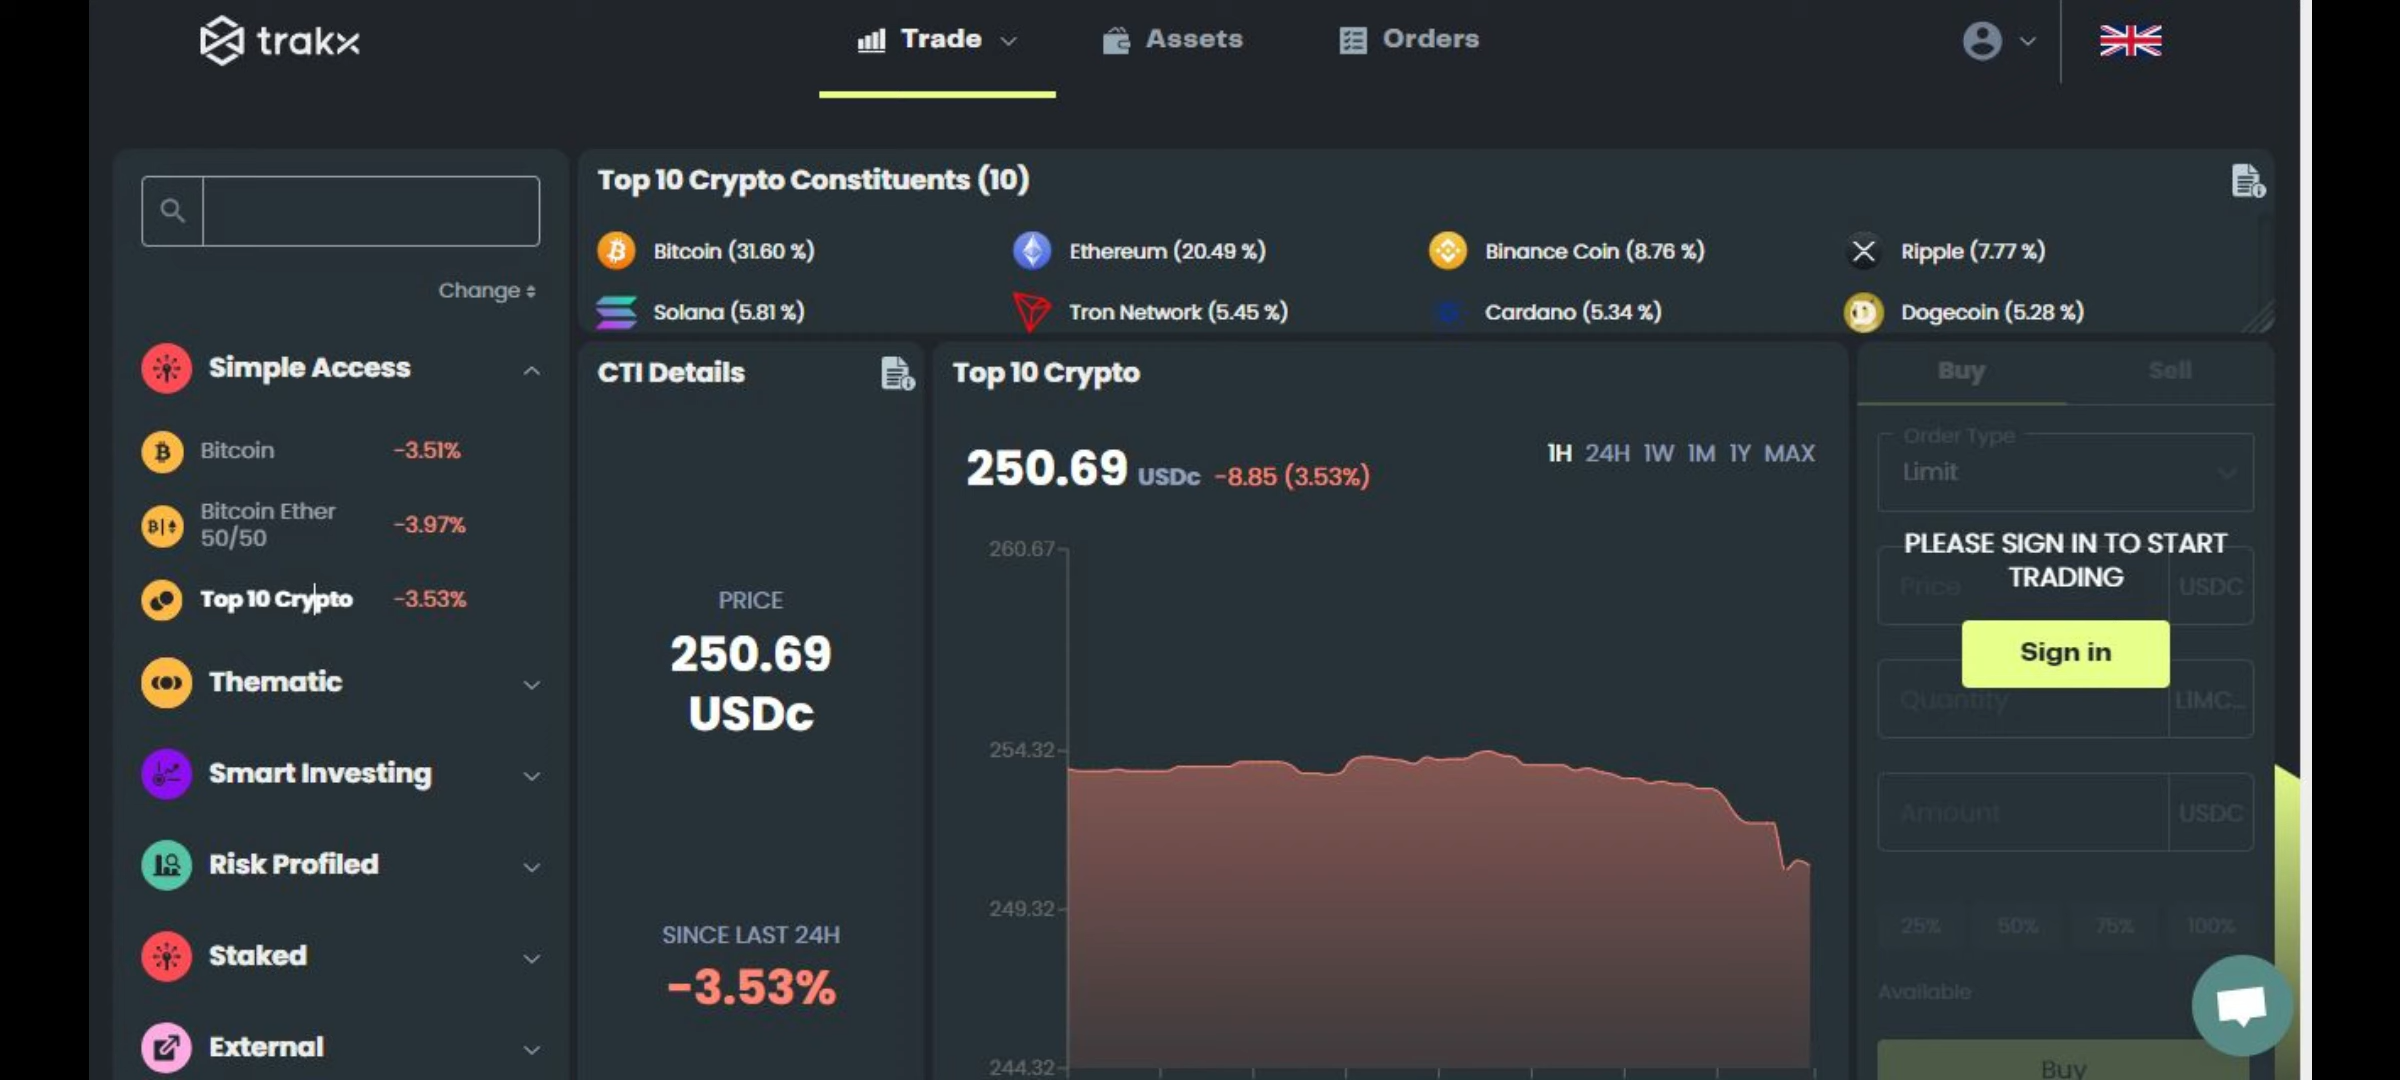 trakx
Trade
Assets
Orders
Change
Simple Access
Bitcoin -3.51%
Bitcoin Ether
50/50 -3.97%
Top 10 Crypto -3.53%
Thematic
Smart Investing
Risk Profiled
Staked
External
Top 10 Crypto Constituents (10)
Bitcoin (31.60 %) Ethereum (20.49 %) Binance Coin (8.76 %) Ripple (7.77 %)
Solana (5.81 %) Tron Network (5.45 %) Cardano (5.34 %) Dogecoin (5.28 %)
CTI Details
PRICE
250.69
USDc
SINCE LAST 24H
-3.53%
Top 10 Crypto
250.69 USDc -8.85 (3.53%)
1H 24H 1W 1M 1Y MAX
260.67
254.32
249.32
244.32
Buy Sell
Order Type
Limit
PLEASE SIGN IN TO START
TRADING
Price USDC
Sign in
Quantity L1MC...
Amount USDC
25% 50% 75% 100%
Available
Buy